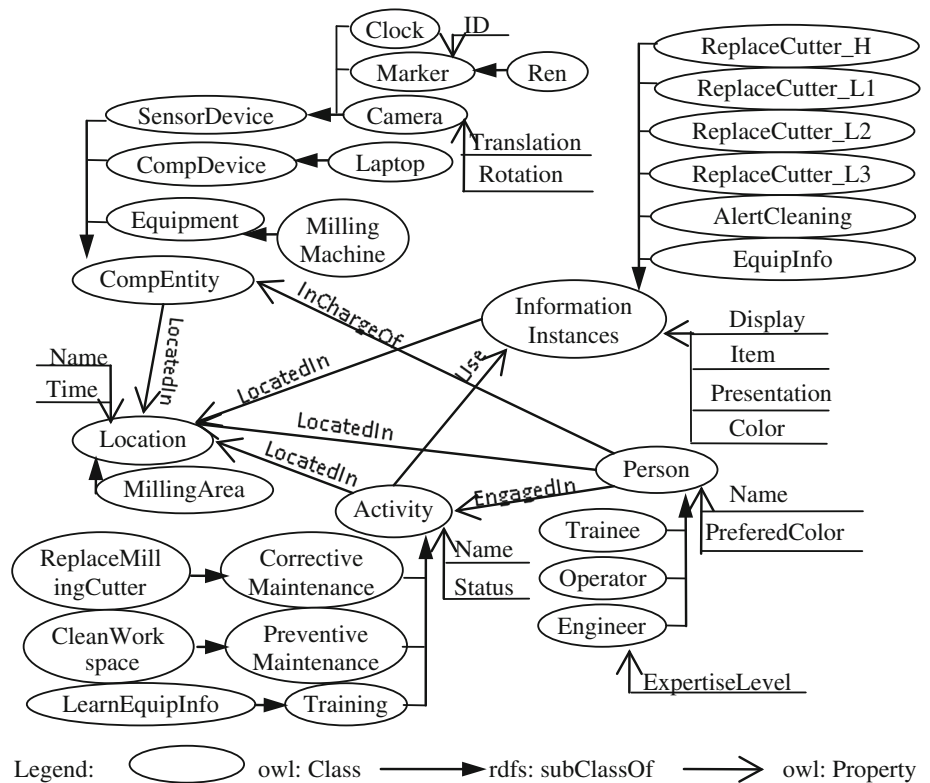 Clock
ID
Marker
Ren
SensorDevice
Camera
Translation
Rotation
CompDevice
Laptop
Equipment
Milling
Machine
CompEntity
ReplaceCutter_H
ReplaceCutter_L1
ReplaceCutter_L2
ReplaceCutter_L3
AlertCleaning
EquipInfo
Information
Instances
Display
Item
Presentation
Color
InChargeOf
Use
LocatedIn
LocatedIn
LocatedIn
LocatedIn
EngagedIn
Name
Time
Location
MillingArea
Activity
Name
Status
Person
Name
PreferedColor
Trainee
Operator
Engineer
ExpertiseLevel
ReplaceMill
ingCutter
Corrective
Maintenance
CleanWork
space
Preventive
Maintenance
LearnEquipInfo
Training
Legend:
owl: Class
rdfs: subClassOf
owl: Property